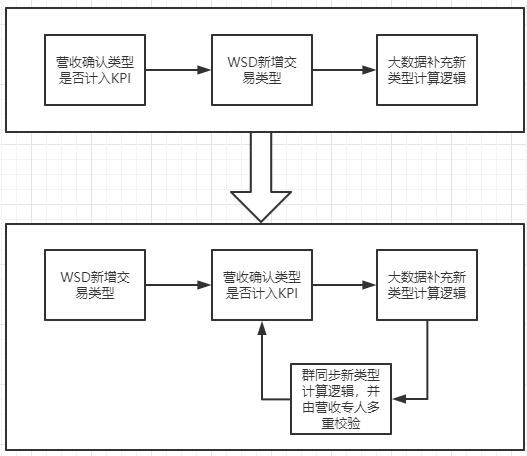 营收确认类型
是否计入KPI
WSD新增交
易类型
大数据补充新
类型计算逻辑
WSD新增交
易类型
营收确认类型
是否计入KPI
大数据补充新
类型计算逻辑
群同步新类型
计算逻辑，并
由营收专人多
重校验